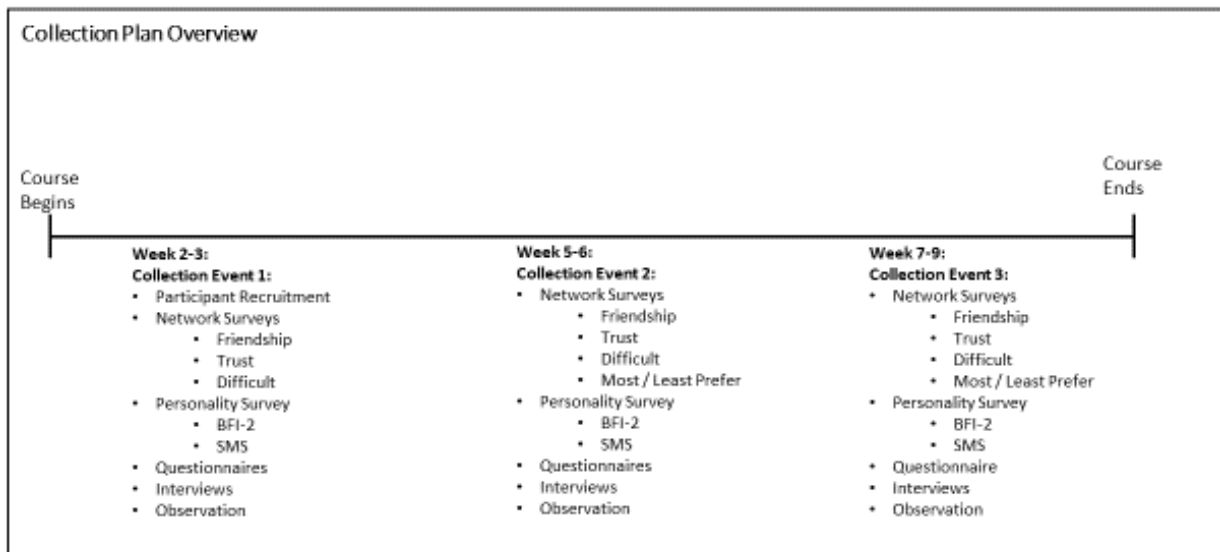 Collection Plan Overview
Course
Begins
Course
Ends
Week 2-3:
Collection Event 1:
• Participant Recruitment
• Network Surveys
• Friendship
• Trust
• Difficult
• Personality Survey
• BFI-2
• SMS
• Questionnaires
• Interviews
• Observation
Week 5-6:
Collection Event 2:
• Network Surveys
• Friendship
• Trust
• Difficult
• Most / Least Prefer
• Personality Survey
• BFI-2
• SMS
• Questionnaires
• Interviews
• Observation
Week 7-9:
Collection Event 3:
• Network Surveys
• Friendship
• Trust
• Difficult
• Most / Least Prefer
• Personality Survey
• BFI-2
• SMS
• Questionnaire
• Interviews
• Observation